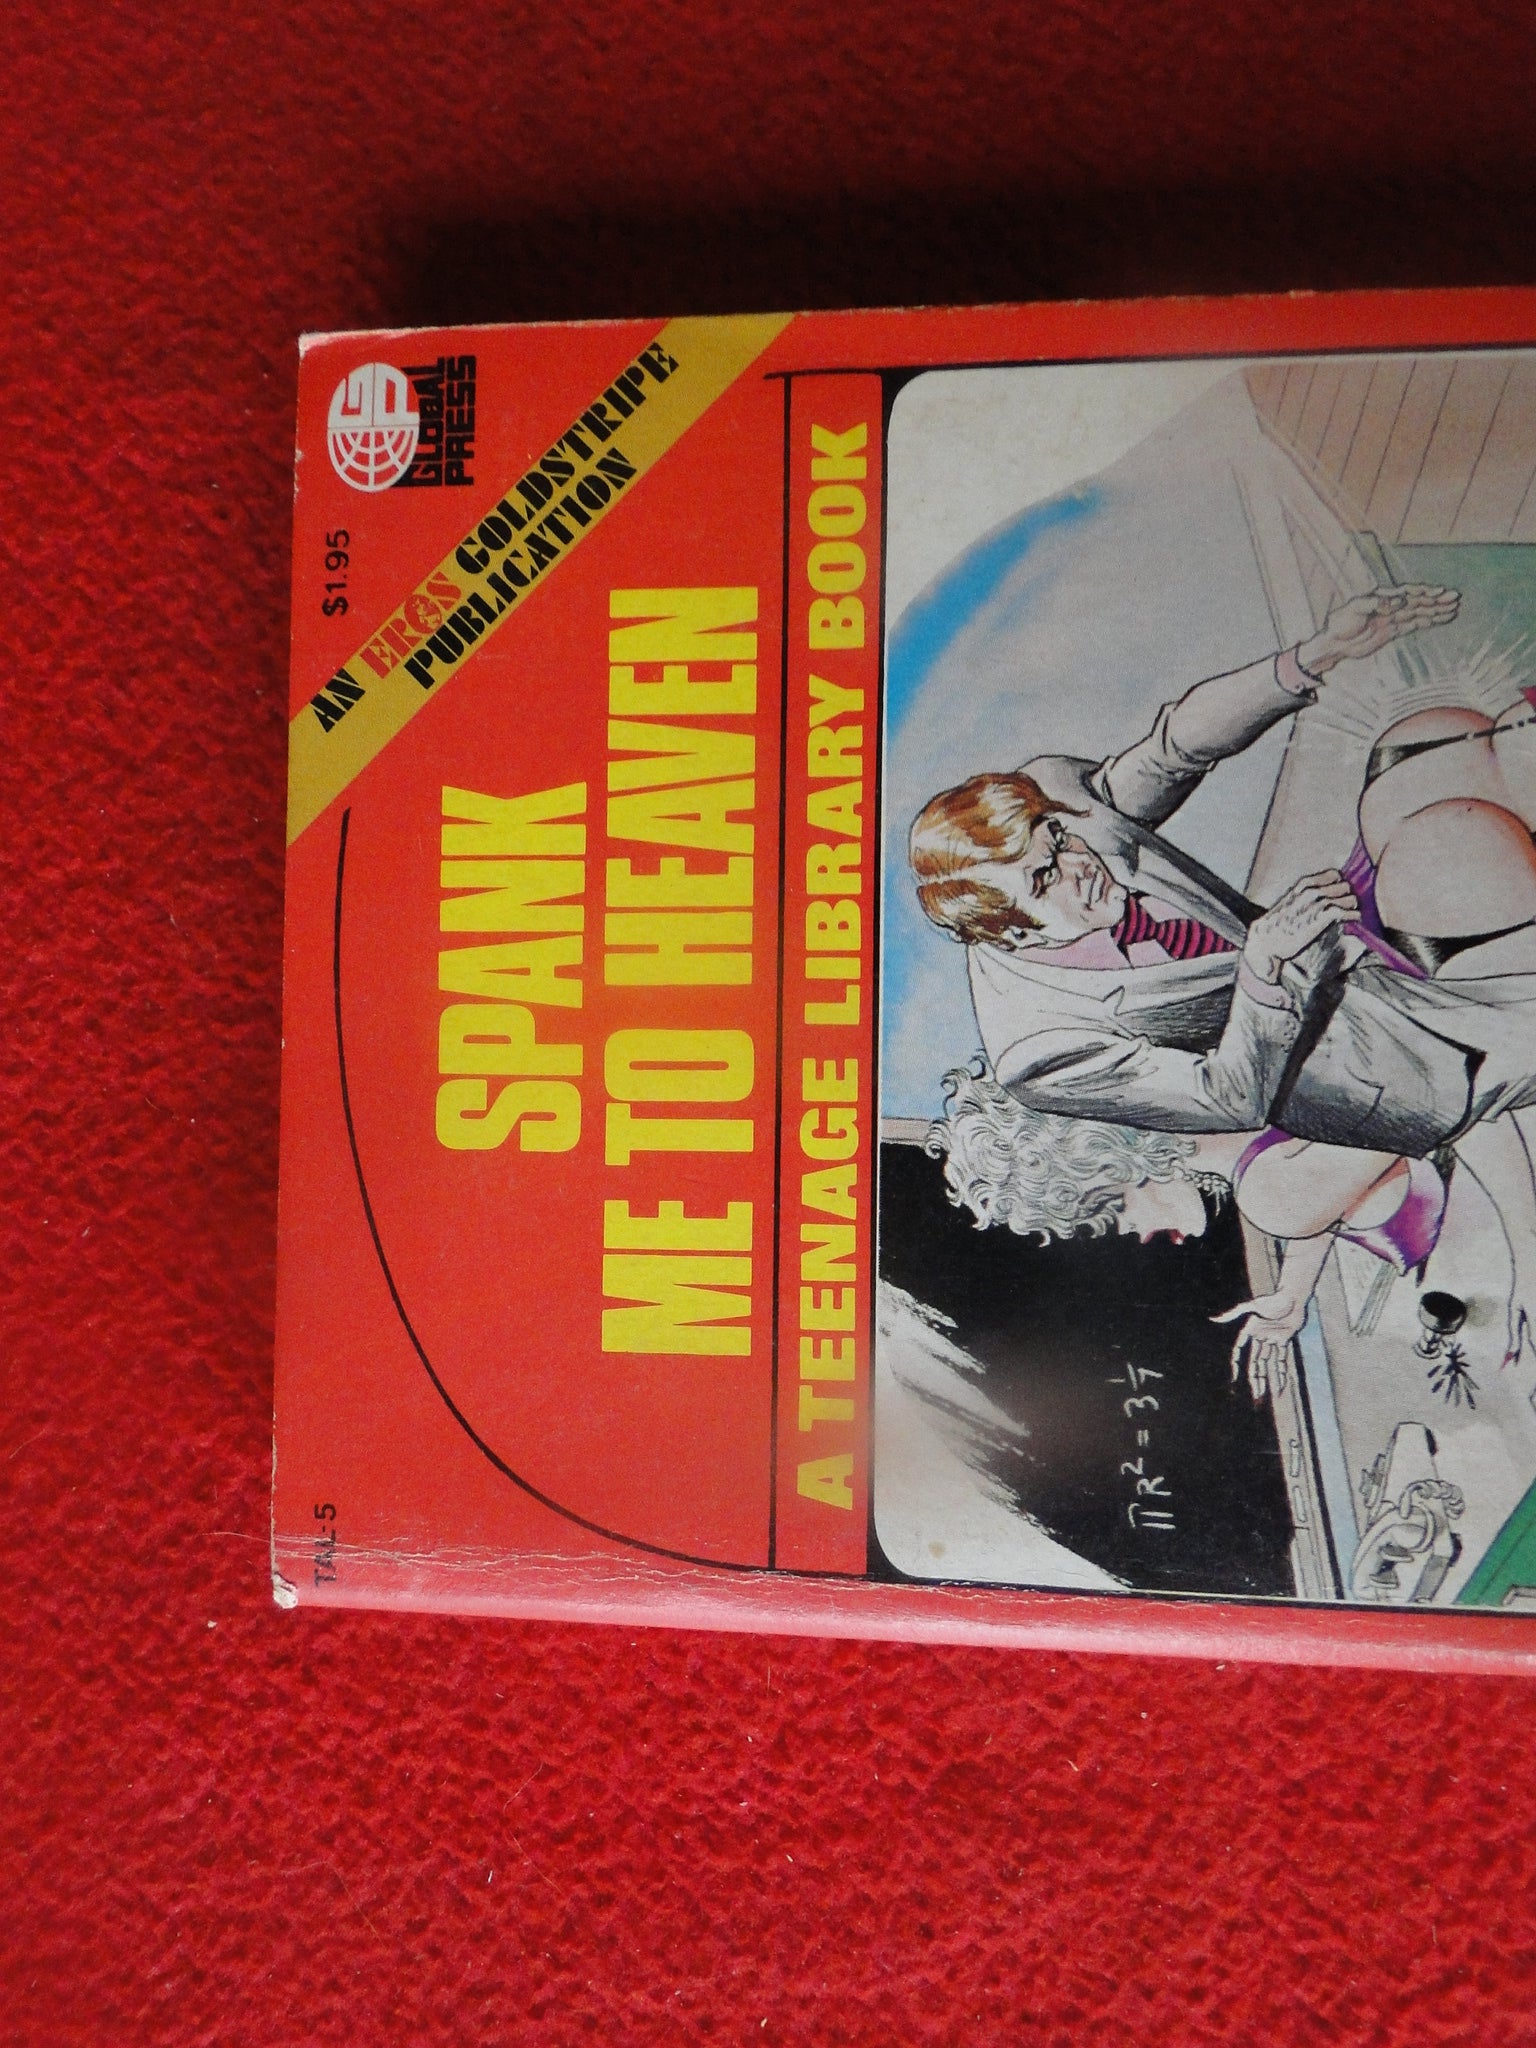 TAL-5
$1.95
GP
GLOBAL
PRESS
AN EROS GOLDSTRIPE
PUBLICATION
SPANK
ME TO HEAVEN
A TEENAGE LIBRARY BOOK
πR² = 3 1/7